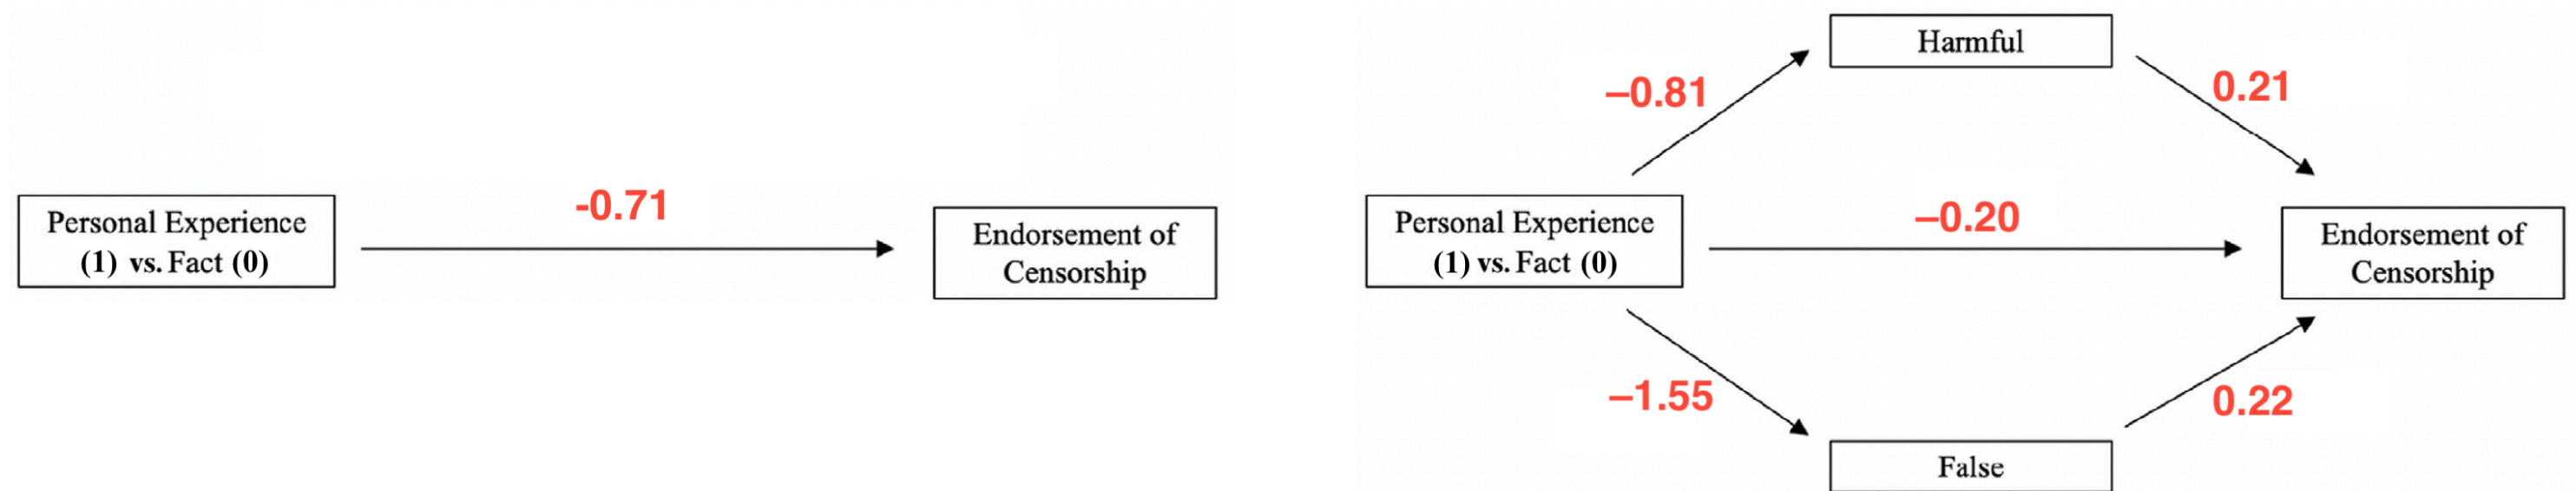 Personal Experience
(1) vs. Fact (0)
-0.71
Endorsement of
Censorship
Harmful
–0.81
0.21
Personal Experience
(1) vs. Fact (0)
–0.20
Endorsement of
Censorship
–1.55
0.22
False